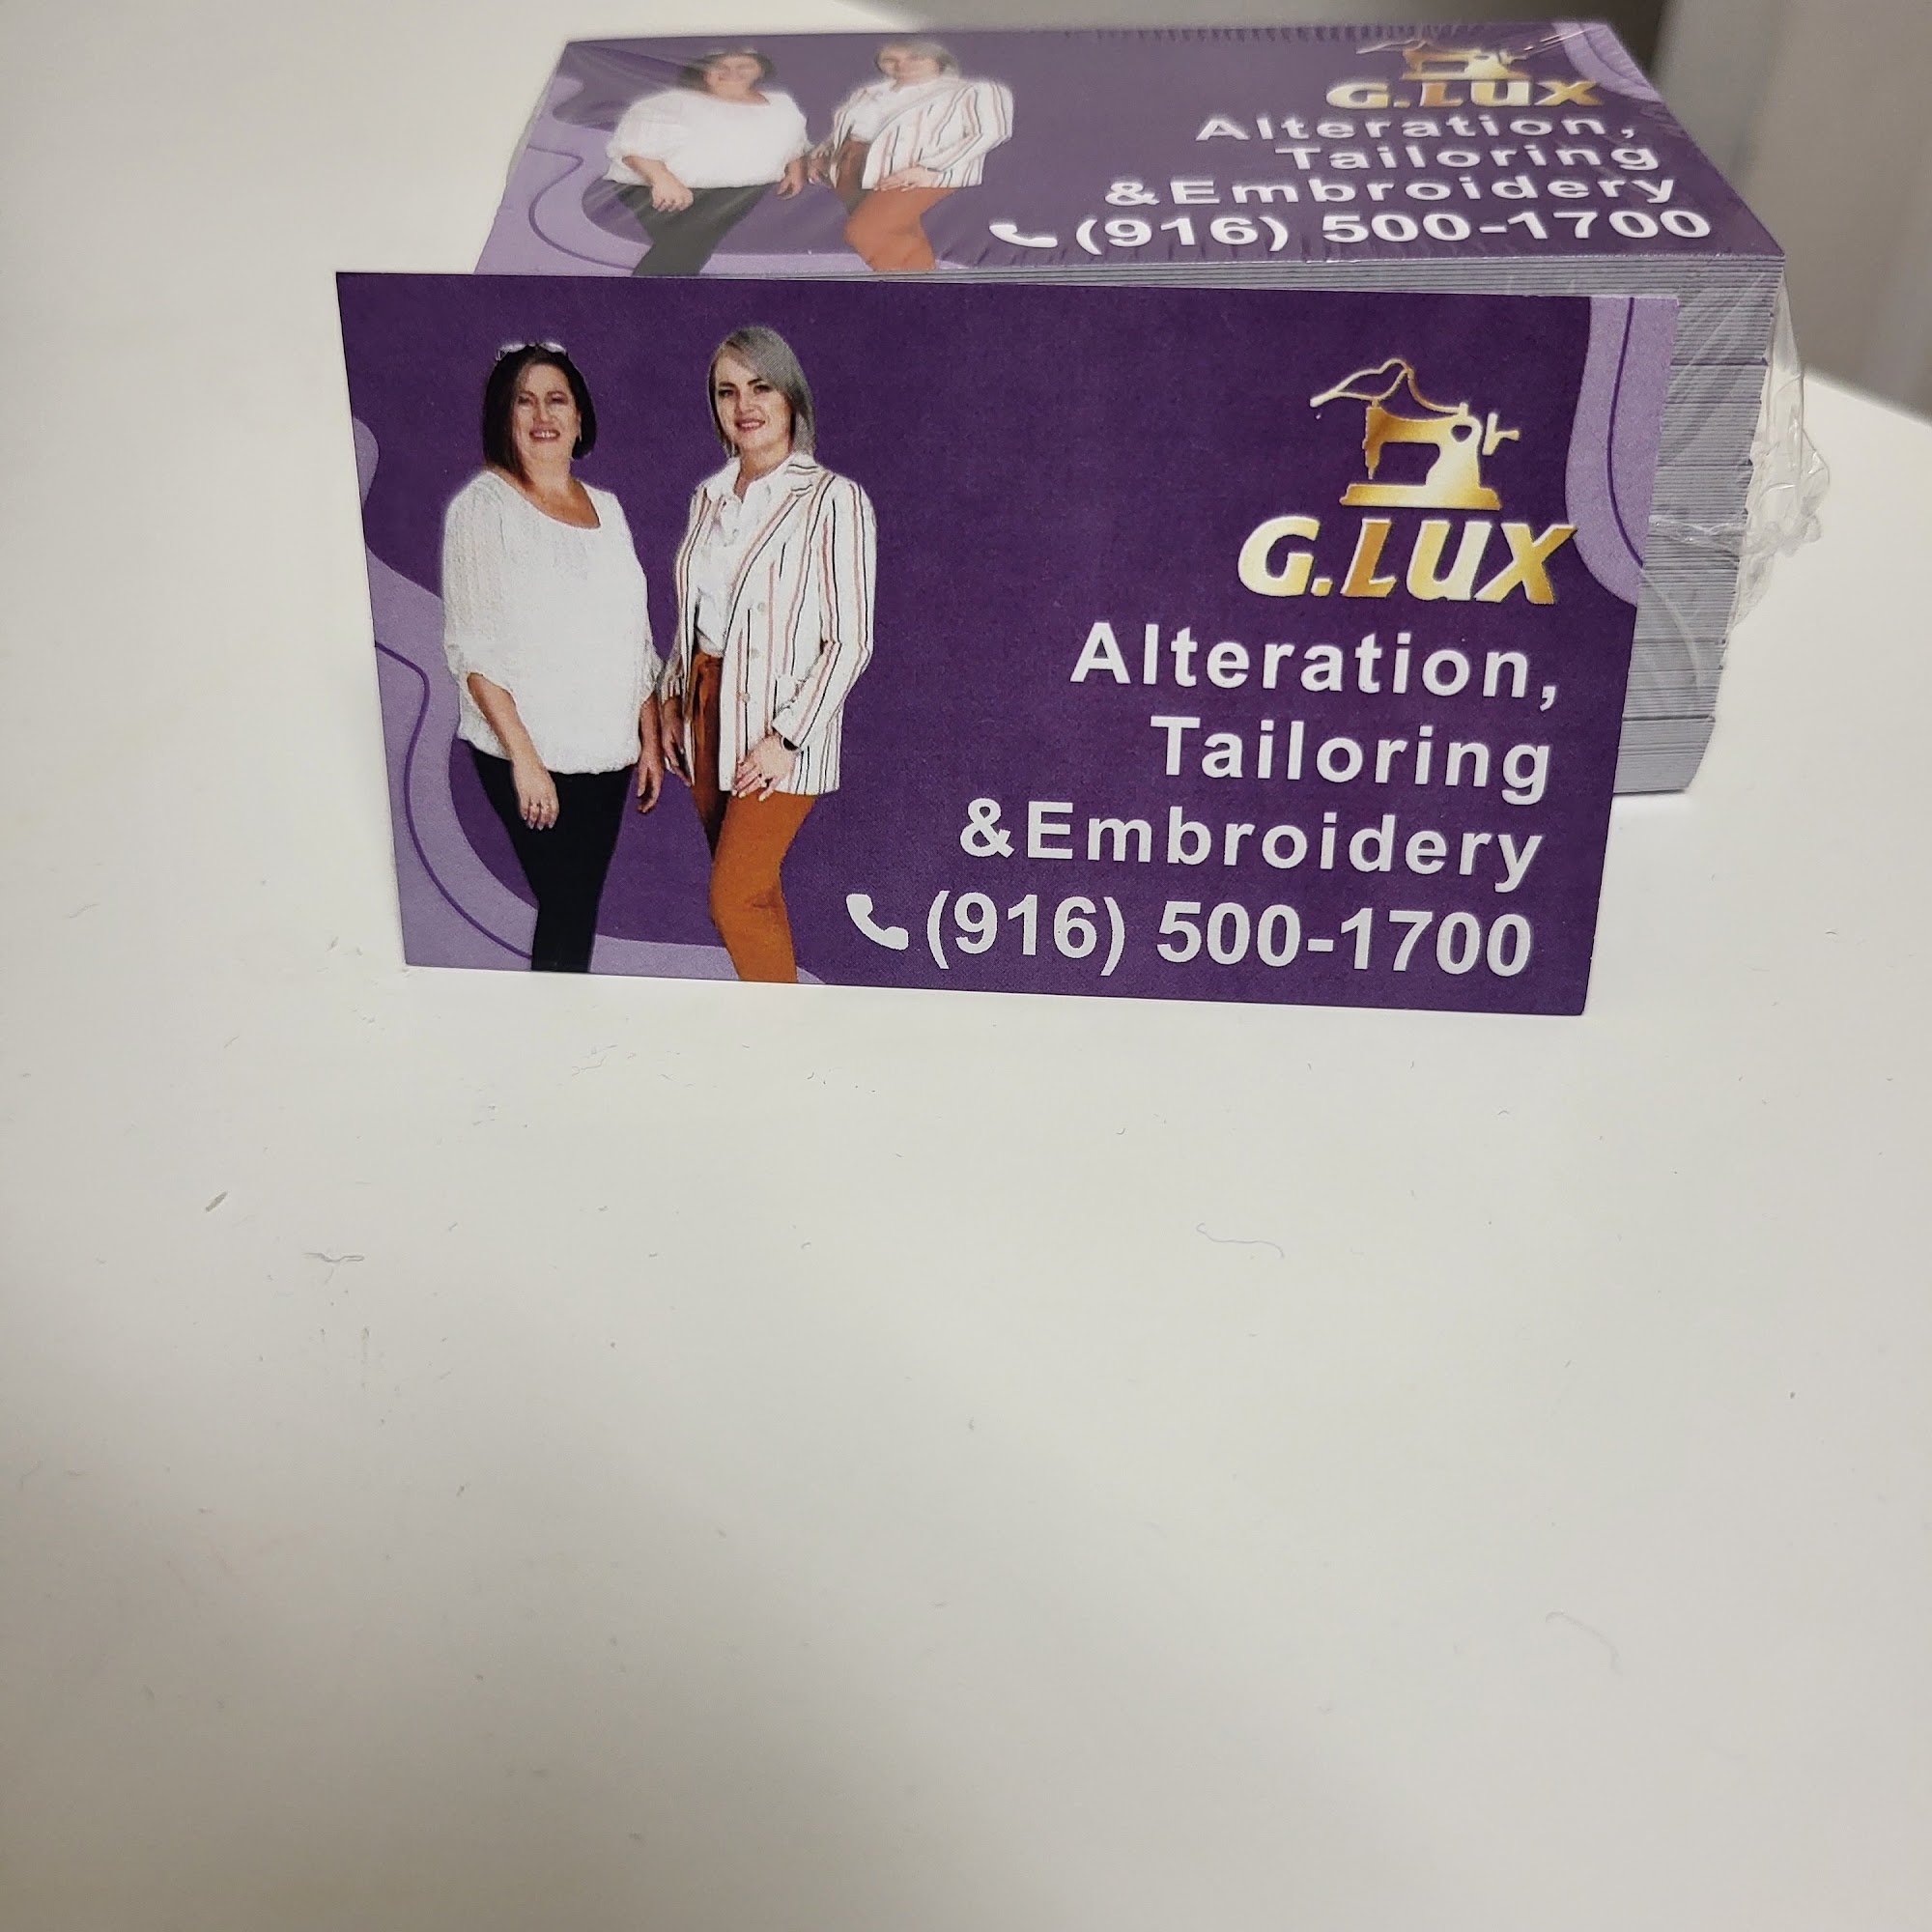 G.LUX
Alteration,
Tailoring
&Embroidery
(916) 500-1700
G.LUX
Alteration,
Tailoring
&Embroidery
(916) 500-1700